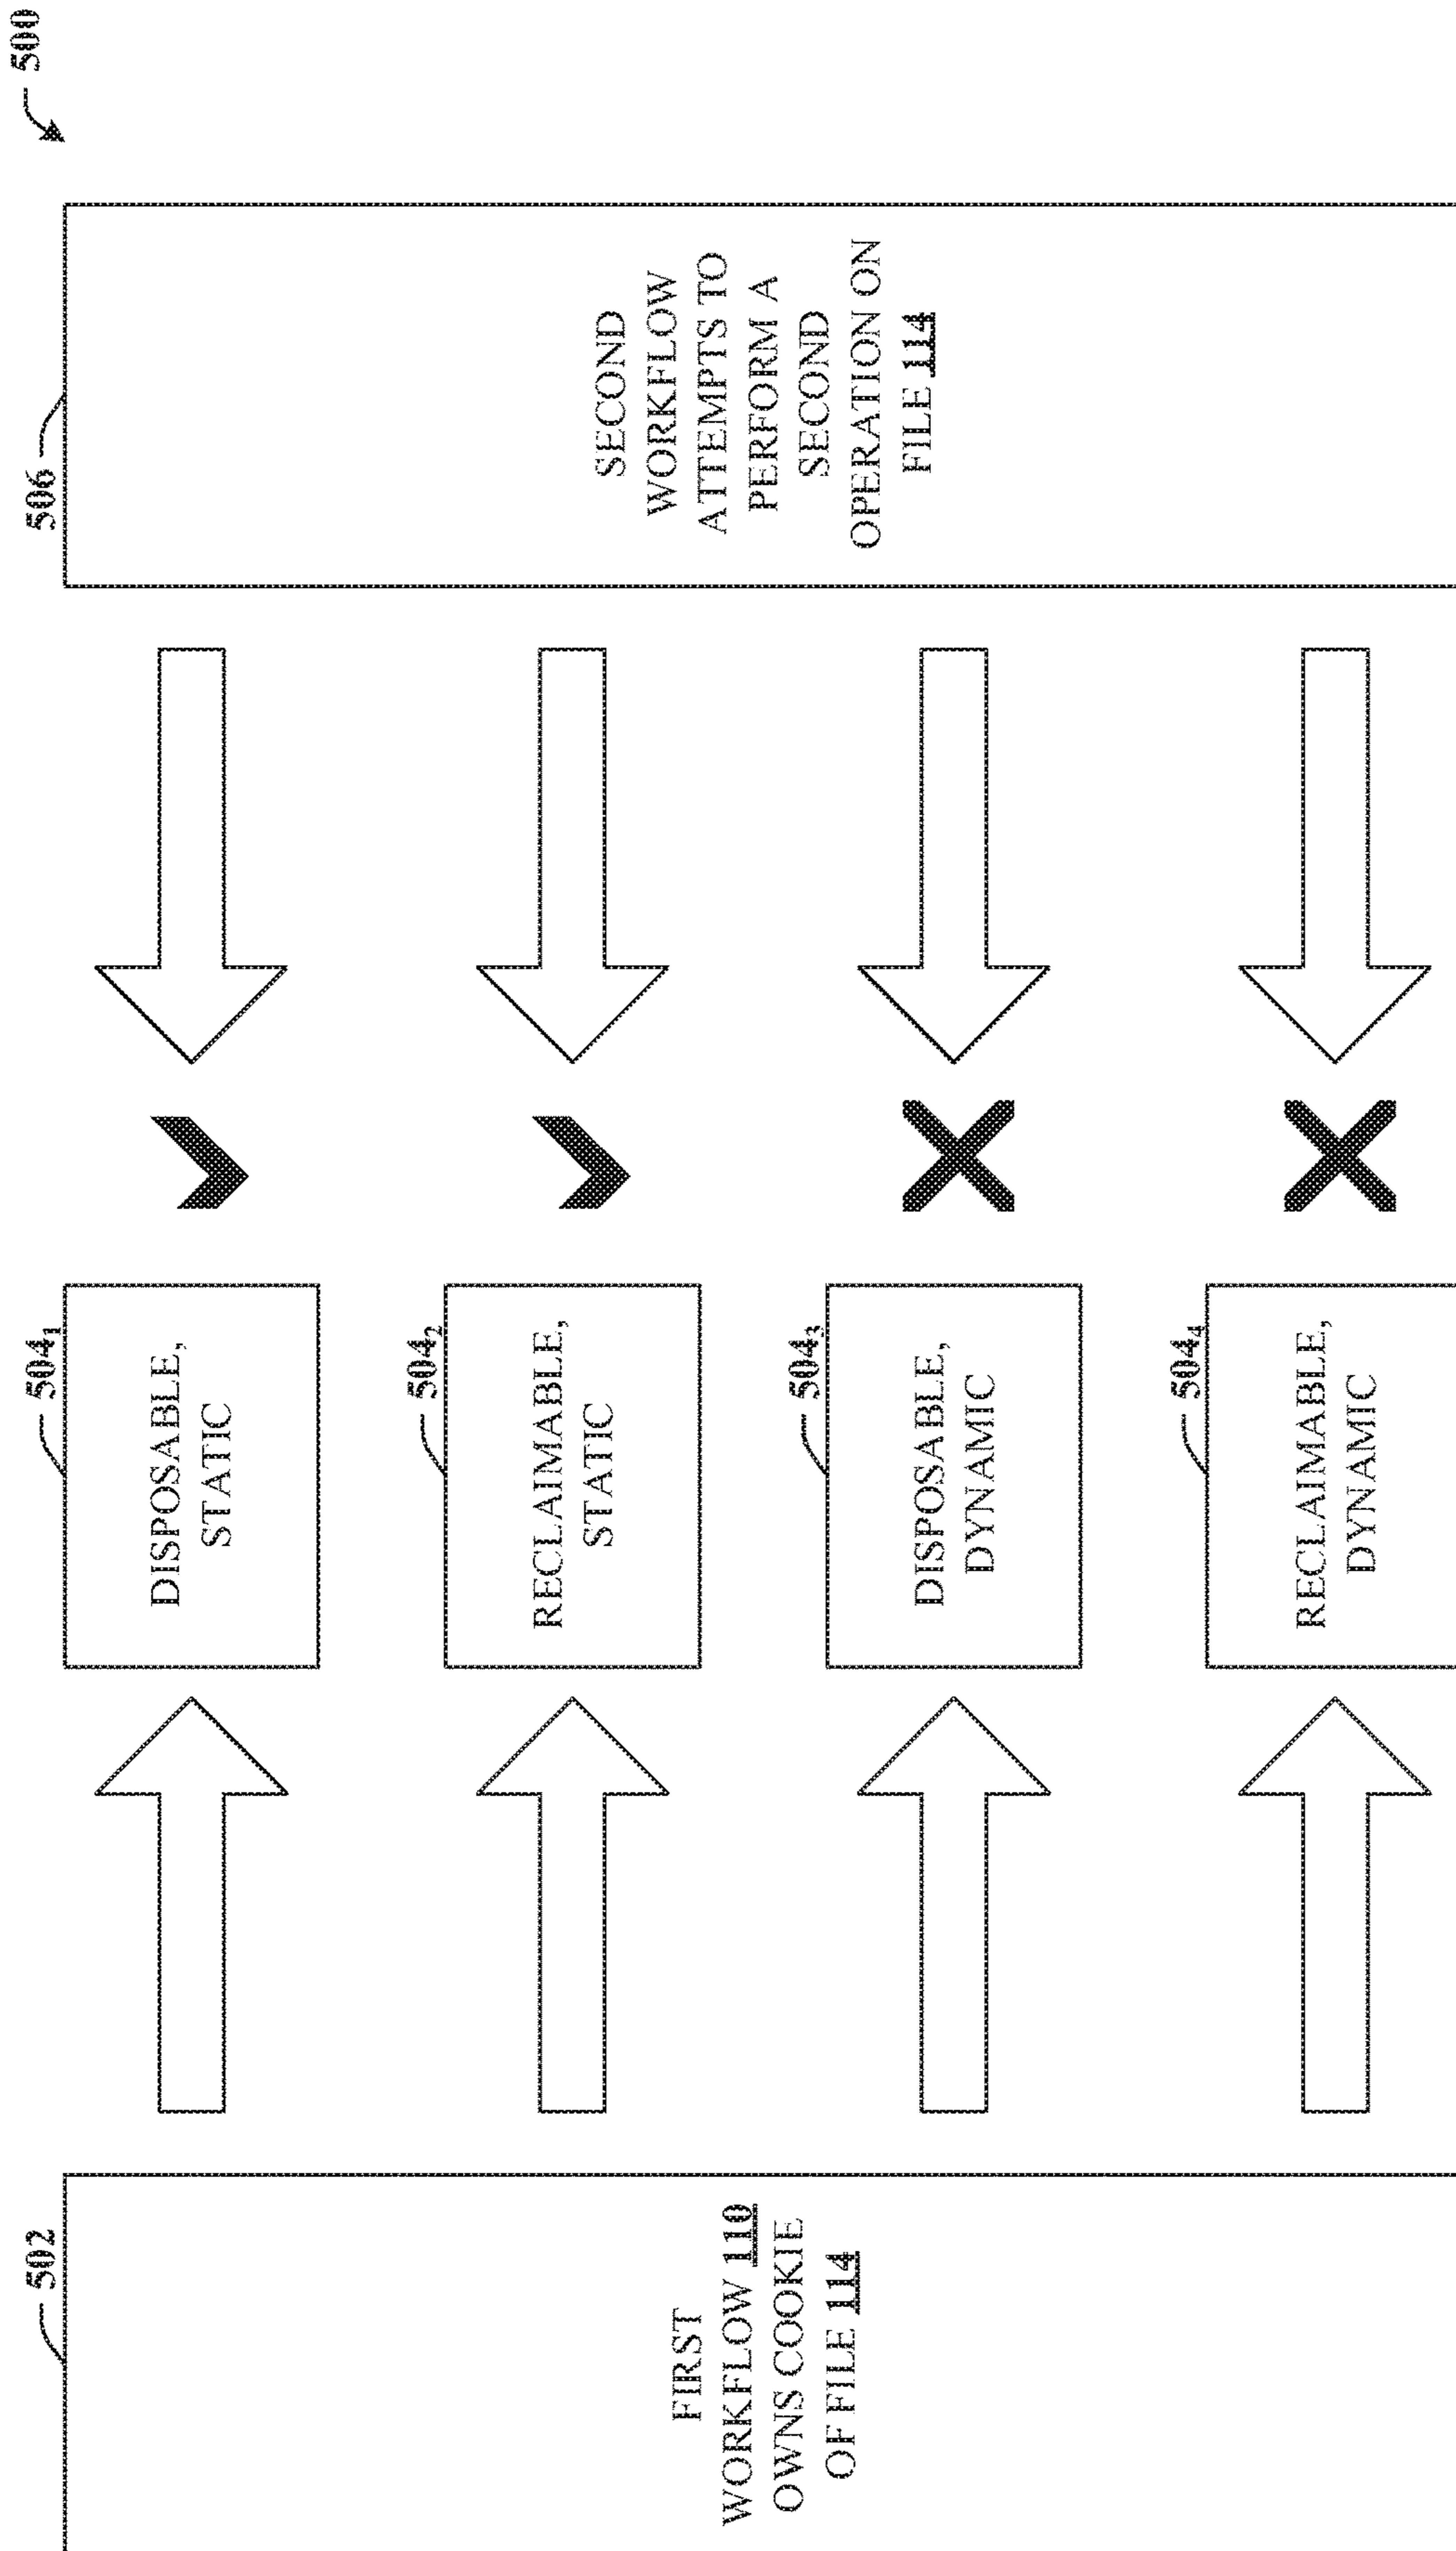 500
502
FIRST
WORKFLOW 110
OWNS COOKIE
OF FILE 114
504₁
DISPOSABLE,
STATIC
504₂
RECLAIMABLE,
STATIC
504₃
DISPOSABLE,
DYNAMIC
504₄
RECLAIMABLE,
DYNAMIC
506
SECOND
WORKFLOW
ATTEMPTS TO
PERFORM A
SECOND
OPERATION ON
FILE 114